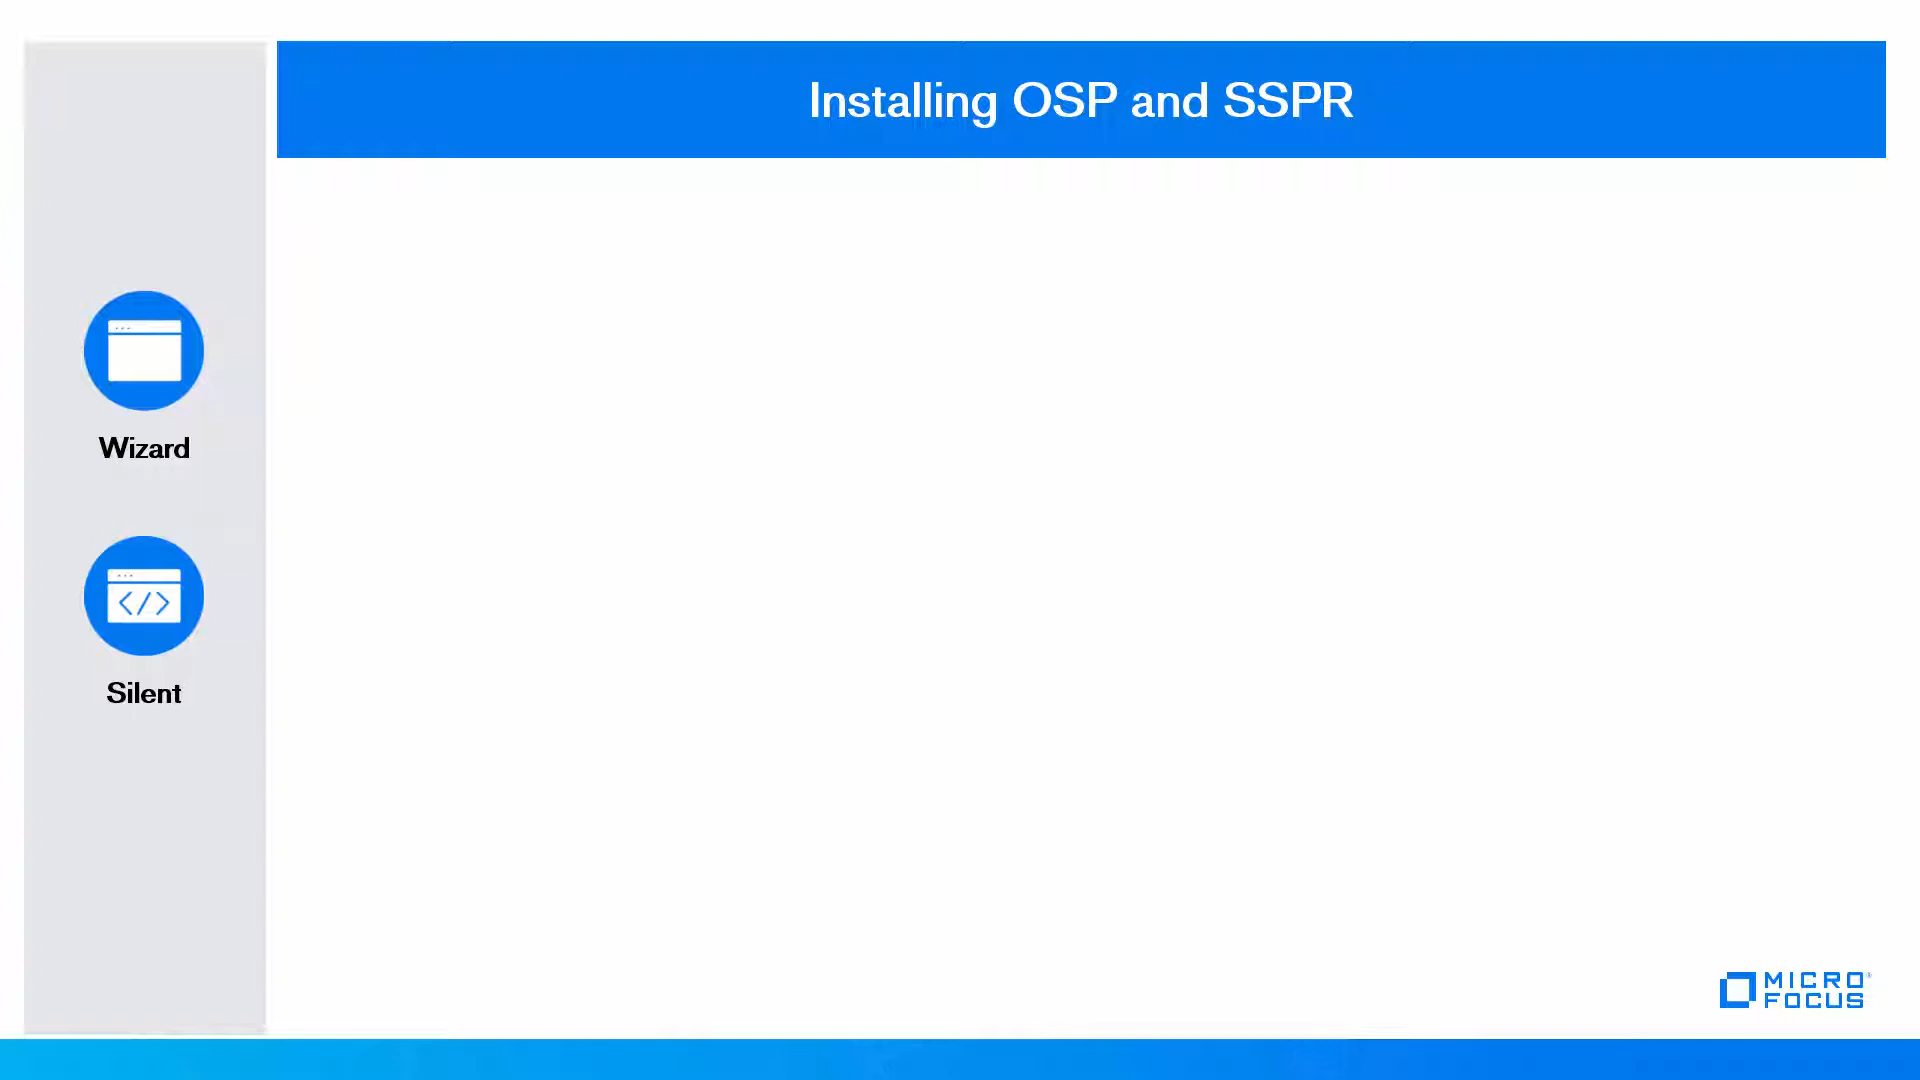 Installing OSP and SSPR
Wizard
</>
Silent
MICRO
FOCUS